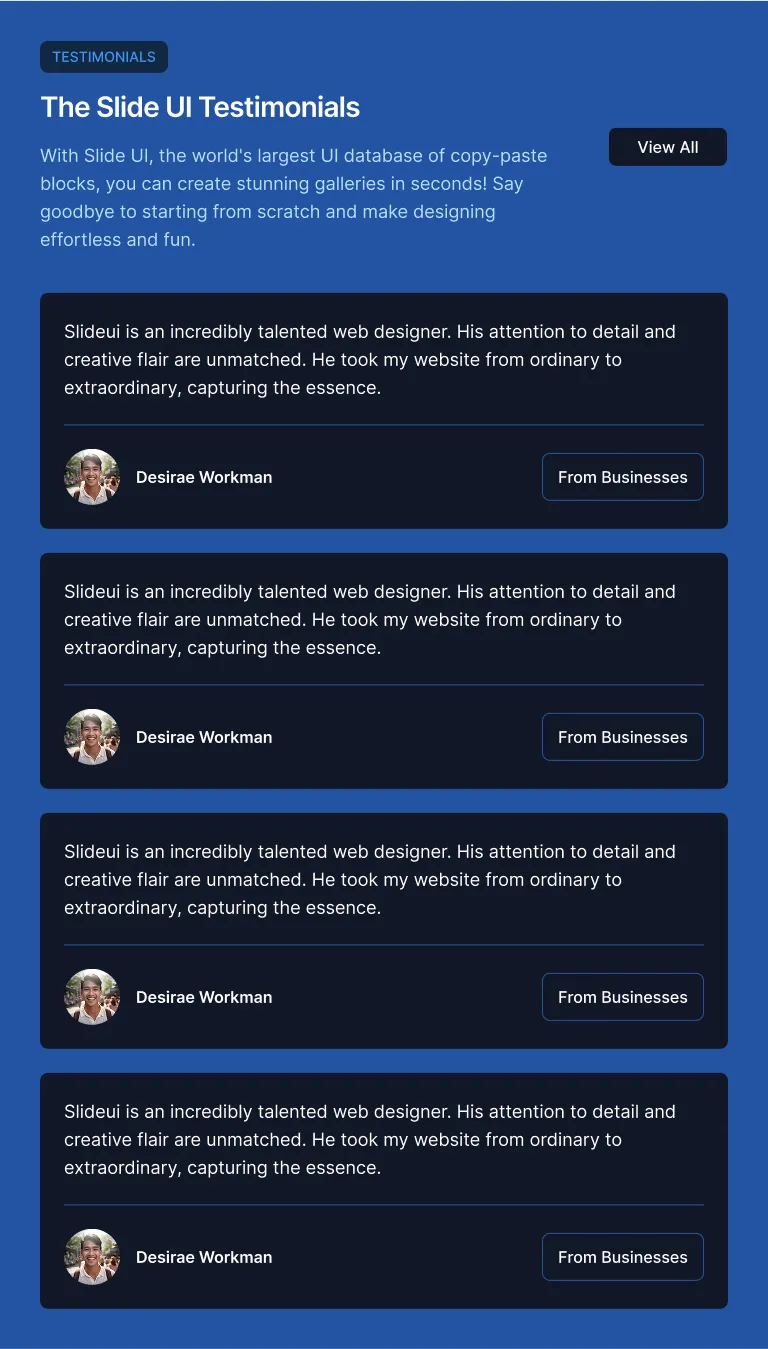 TESTIMONIALS
The Slide UI Testimonials
With Slide UI, the world's largest UI database of copy-paste
blocks, you can create stunning galleries in seconds! Say
goodbye to starting from scratch and make designing
effortless and fun.
View All
Slideui is an incredibly talented web designer. His attention to detail and
creative flair are unmatched. He took my website from ordinary to
extraordinary, capturing the essence.
Desirae Workman
From Businesses
Slideui is an incredibly talented web designer. His attention to detail and
creative flair are unmatched. He took my website from ordinary to
extraordinary, capturing the essence.
Desirae Workman
From Businesses
Slideui is an incredibly talented web designer. His attention to detail and
creative flair are unmatched. He took my website from ordinary to
extraordinary, capturing the essence.
Desirae Workman
From Businesses
Slideui is an incredibly talented web designer. His attention to detail and
creative flair are unmatched. He took my website from ordinary to
extraordinary, capturing the essence.
Desirae Workman
From Businesses